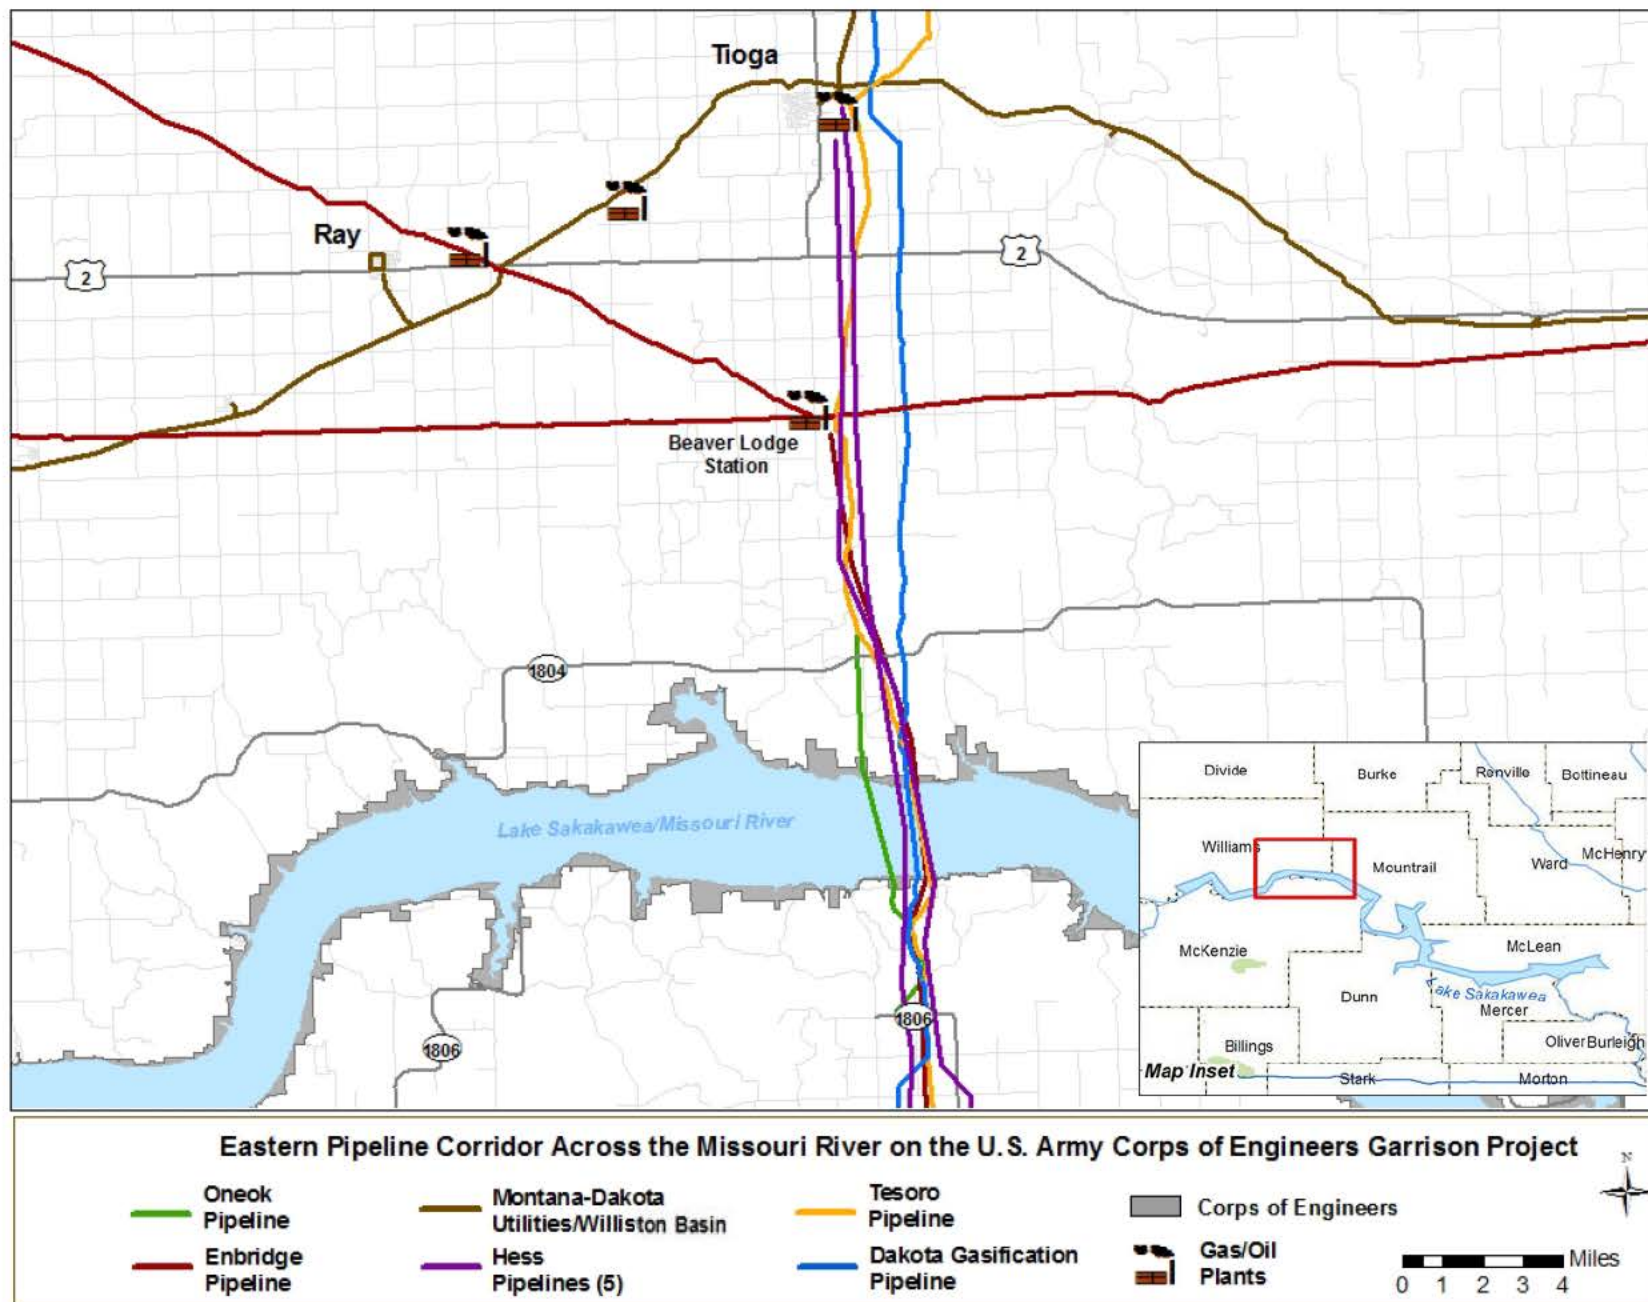 Tioga
Ray
2
2
Beaver Lodge
Station
1804
Lake Sakakawea/Missouri River
1806
1806
Divide
Burke
Renville
Bottineau
Williams
Mountrail
Ward
McHenry
McKenzie
McLean
Dunn
Lake Sakakawea
Mercer
Billings
Oliver
Burleigh
Map Inset
Stark
Morton
Eastern Pipeline Corridor Across the Missouri River on the U.S. Army Corps of Engineers Garrison Project
N
Oneok
Pipeline
Montana-Dakota
Utilities/Williston Basin
Tesoro
Pipeline
Corps of Engineers
Enbridge
Pipeline
Hess
Pipelines (5)
Dakota Gasification
Pipeline
Gas/Oil
Plants
Miles
0 1 2 3 4